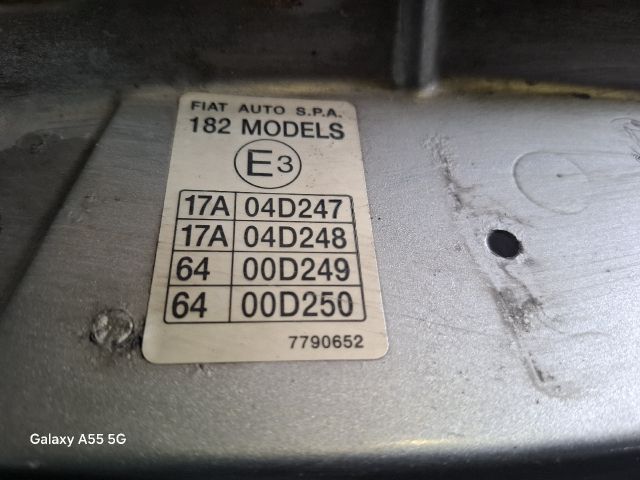 FIAT AUTO S.P.A.
182 MODELS
E3
17A 04D247
17A 04D248
64 00D249
64 00D250
7790652
Galaxy A55 5G